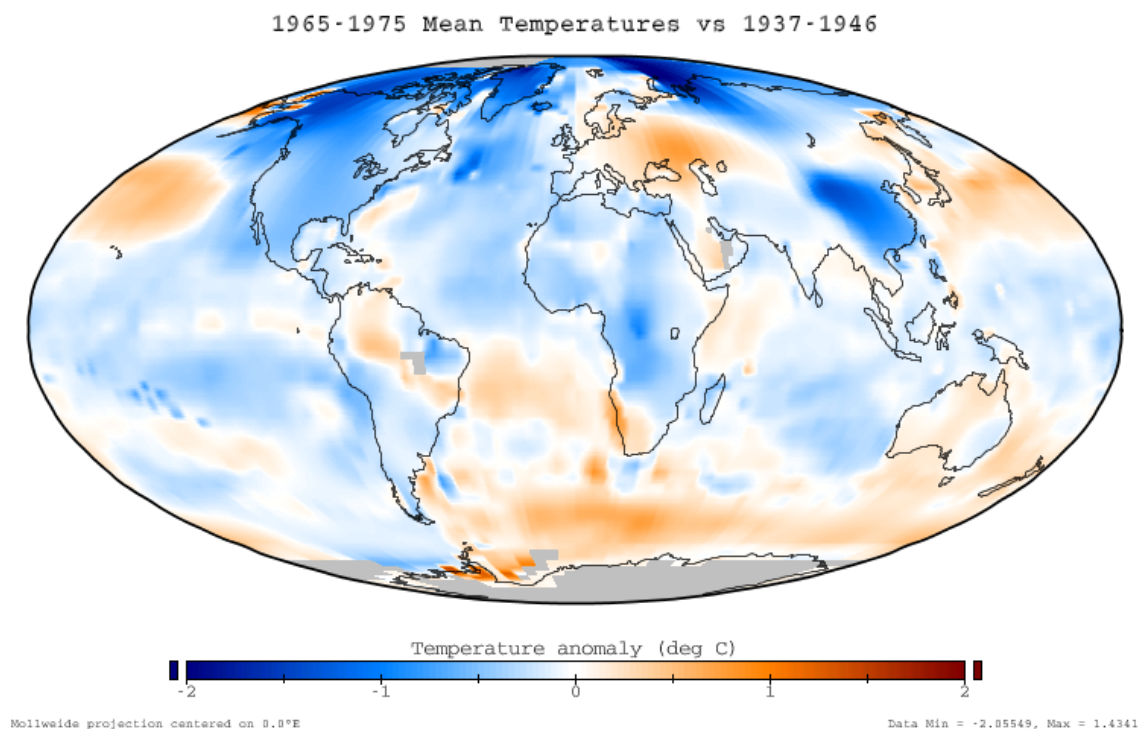 1965-1975 Mean Temperatures vs 1937-1946
Temperature anomaly (deg C)
-2 -1 0 1 2
Mollweide projection centered on 0.0°E
Data Min = -2.05549, Max = 1.4341